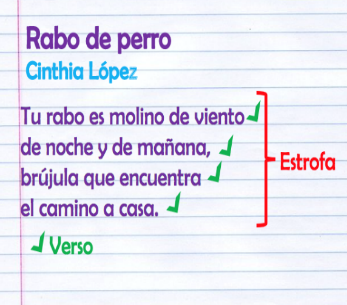 Rabo de perro
Cinthia López
Tu rabo es molino de viento
de noche y de mañana,
brújula que encuentra
el camino a casa.
Estrofa
Verso